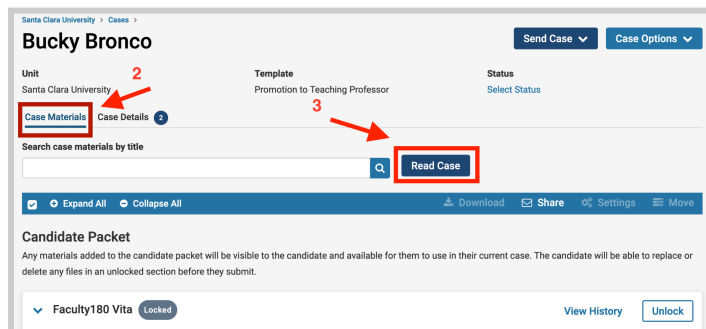 Santa Clara University > Cases >
Bucky Bronco
Send Case
Case Options
Unit
Template
Status
2
Santa Clara University
Promotion to Teaching Professor
Select Status
3
Case Materials
Case Details 2
Search case materials by title
Read Case
Expand All
Collapse All
Download
Share
Settings
Move
Candidate Packet
Any materials added to the candidate packet will be visible to the candidate and available for them to use in their current case. The candidate will be able to replace or
delete any files in an unlocked section before they submit.
Faculty180 Vita
Locked
View History
Unlock